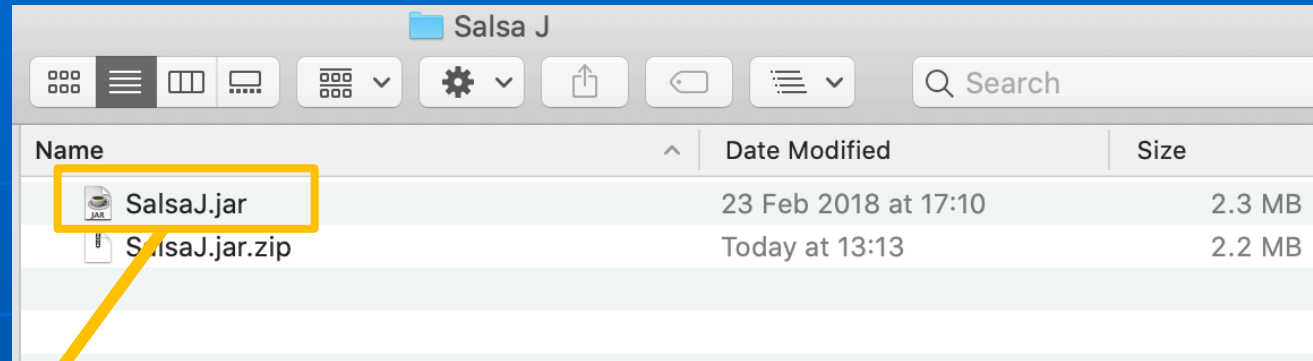 Salsa J
Search
Name Date Modified Size
JAR SalsaJ.jar 23 Feb 2018 at 17:10 2.3 MB
SalsaJ.jar.zip Today at 13:13 2.2 MB